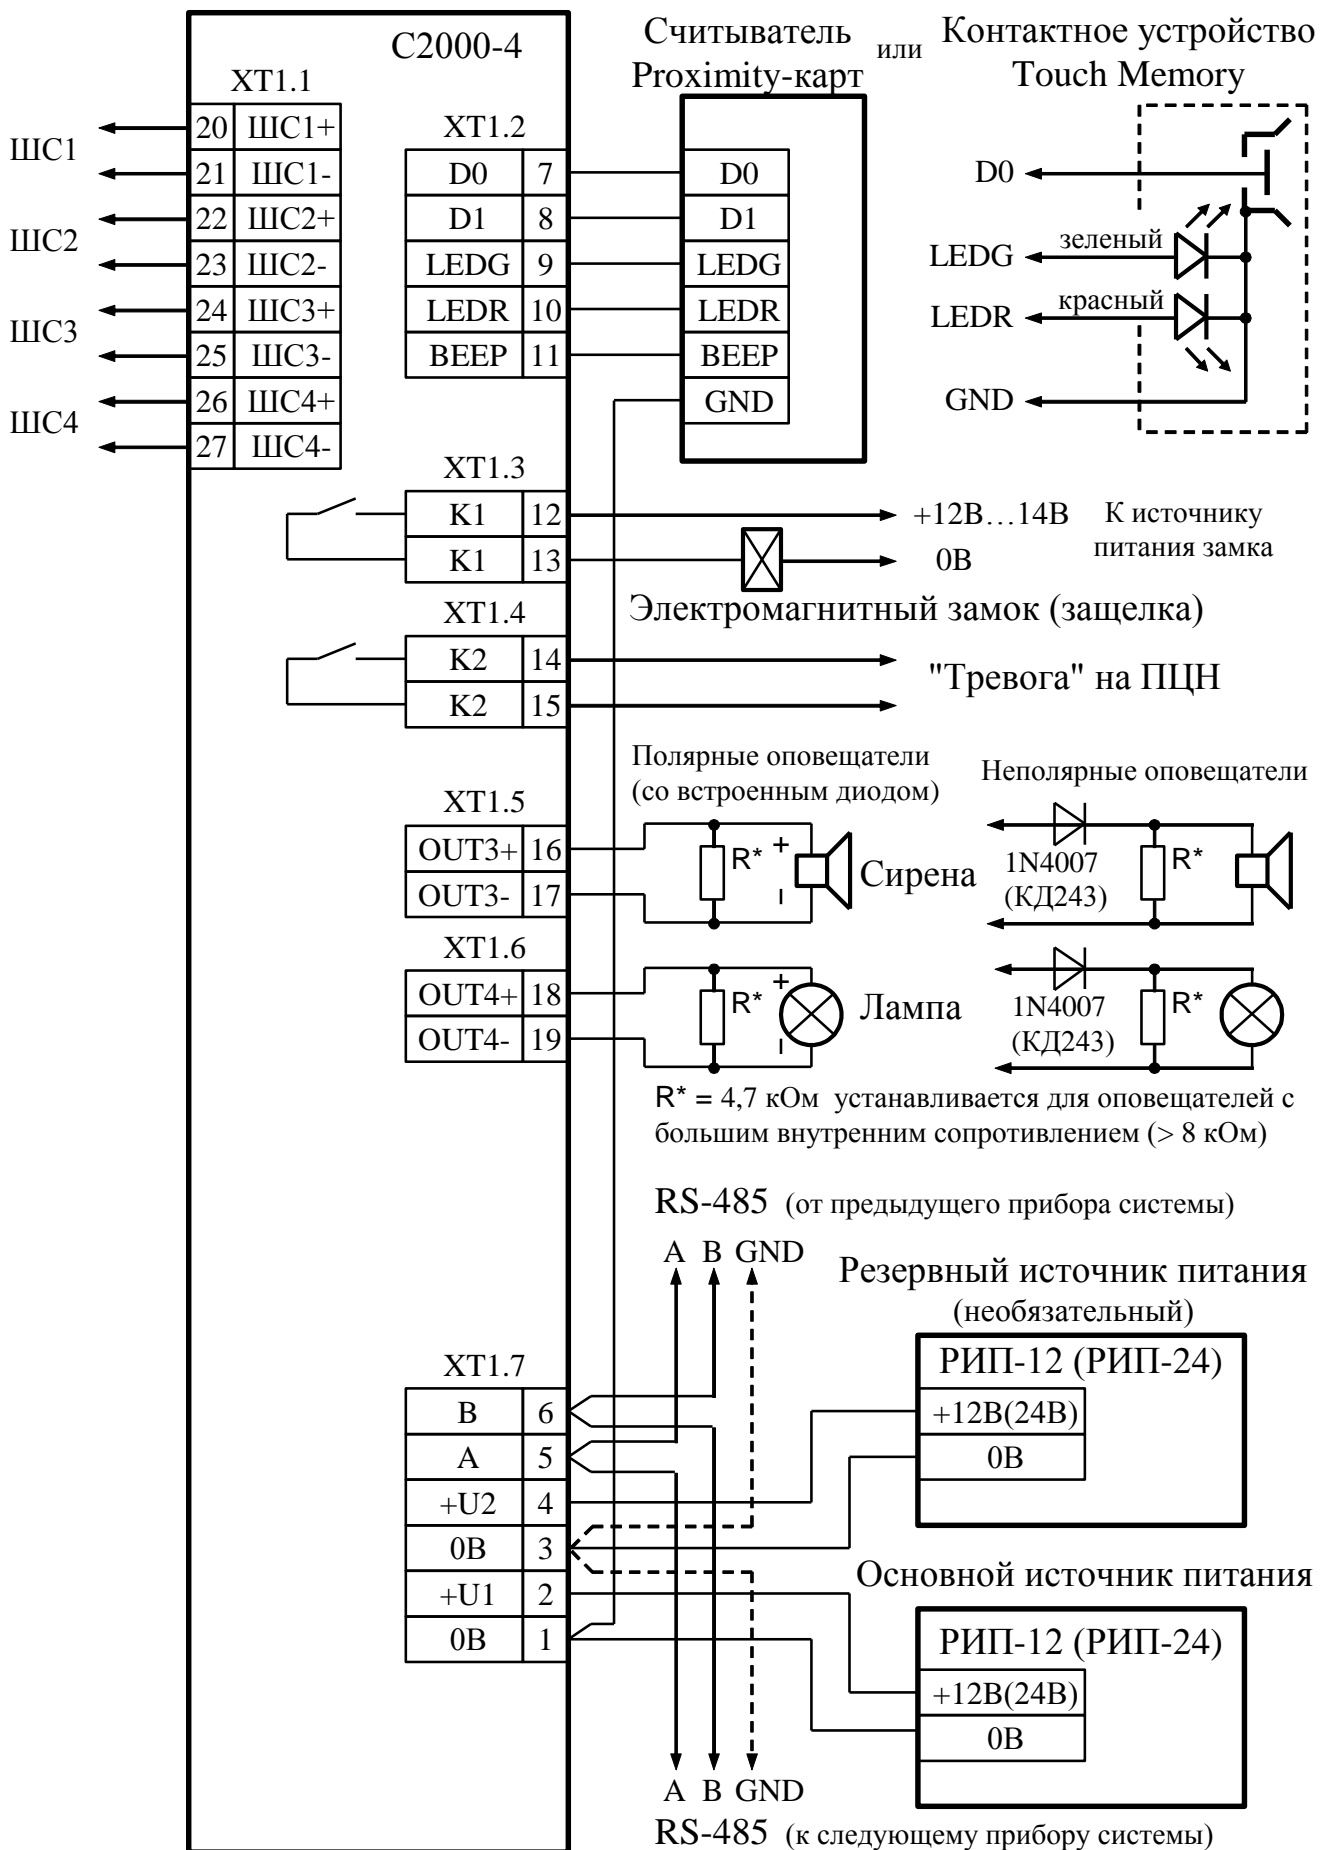 С2000-4
XT1.1
ШС1
20 ШС1+
21 ШС1-
ШС2
22 ШС2+
23 ШС2-
ШС3
24 ШС3+
25 ШС3-
ШС4
26 ШС4+
27 ШС4-
XT1.2
D0 7
D1 8
LEDG 9
LEDR 10
BEEP 11
Считыватель
Proximity-карт
или
Контактное устройство
Touch Memory
D0
D1
LEDG
LEDR
BEEP
GND
D0
LEDG
зеленый
LEDR
красный
GND
XT1.3
K1 12
K1 13
+12В…14В
0В
К источнику
питания замка
Электромагнитный замок (защелка)
XT1.4
K2 14
K2 15
"Тревога" на ПЦН
Полярные оповещатели
(со встроенным диодом)
Неполярные оповещатели
XT1.5
OUT3+ 16
OUT3- 17
R*
+
–
Сирена
1N4007
(КД243)
R*
XT1.6
OUT4+ 18
OUT4- 19
R*
+
–
Лампа
1N4007
(КД243)
R*
R* = 4,7 кОм устанавливается для оповещателей с
большим внутренним сопротивлением (> 8 кОм)
RS-485 (от предыдущего прибора системы)
A B GND
Резервный источник питания
(необязательный)
РИП-12 (РИП-24)
+12В(24В)
0В
XT1.7
B 6
A 5
+U2 4
0В 3
+U1 2
0В 1
Основной источник питания
РИП-12 (РИП-24)
+12В(24В)
0В
A B GND
RS-485 (к следующему прибору системы)